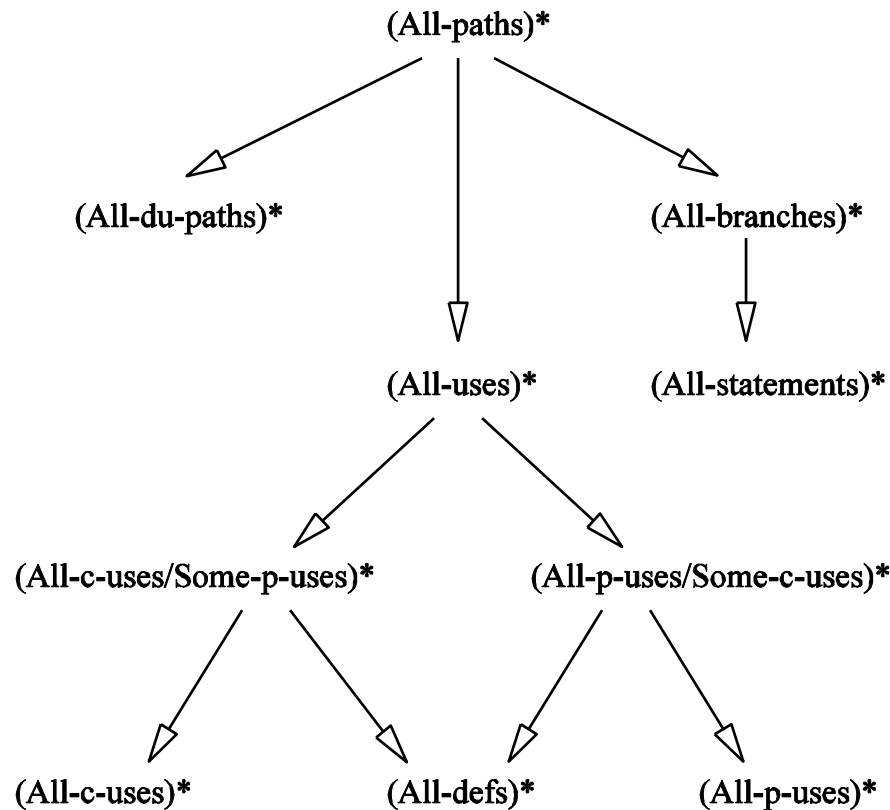 (All-paths)*
(All-du-paths)*
(All-branches)*
(All-uses)*
(All-statements)*
(All-c-uses/Some-p-uses)*
(All-p-uses/Some-c-uses)*
(All-c-uses)*
(All-defs)*
(All-p-uses)*